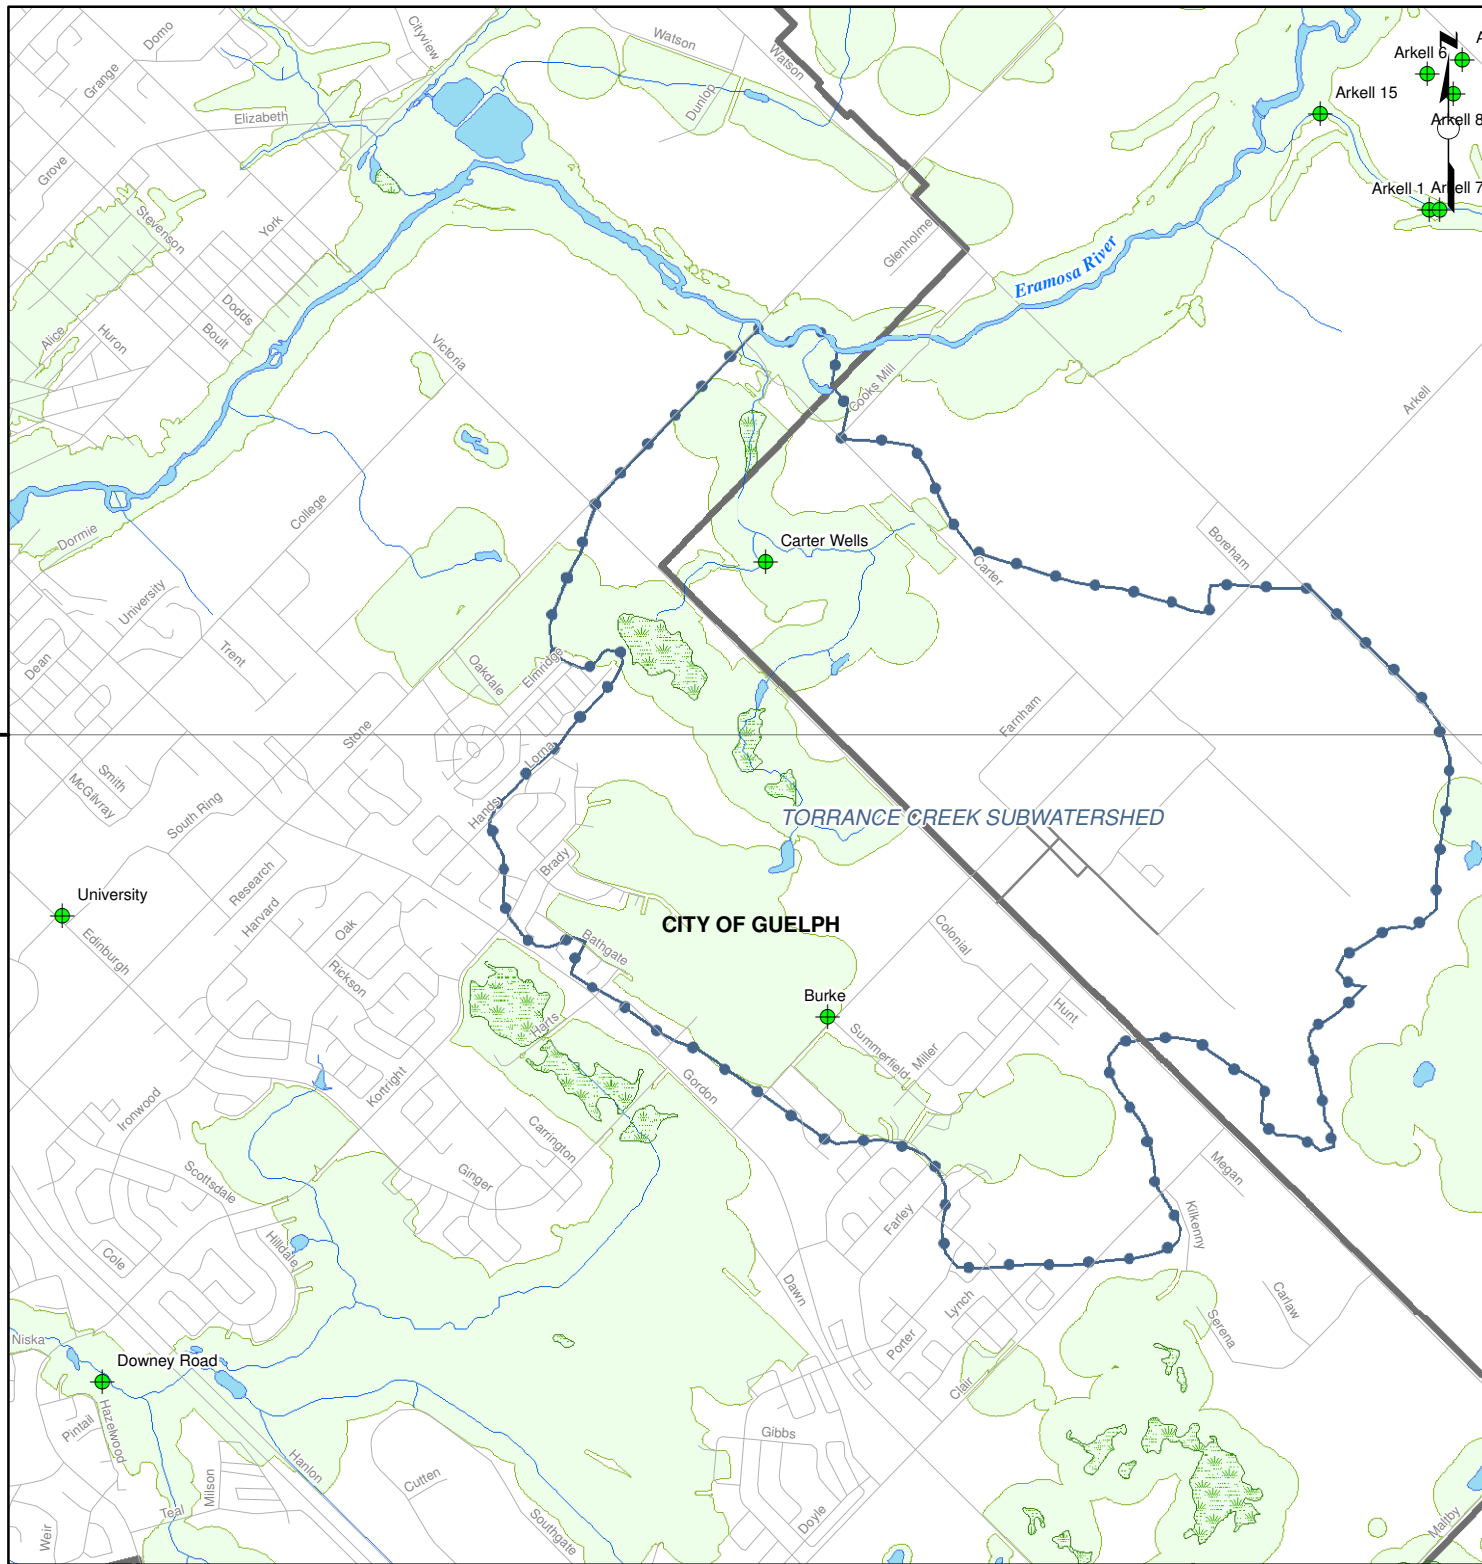 Domo
Cityview
Watson
Watson
Arkell 6
A
Grange
Arkell 15
Dunlop
Elizabeth
Arkell 8
Grove
Arkell 1
Arkell 7
Stevenson
York
Glenholme
Eramosa River
Dodds
Boult
Huron
Alice
Victoria
Cooks Mill
Arkell
College
Dormie
Carter Wells
Boreham
Carter
University
Trent
Dean
Oakdale
Elmridge
Farnham
Stone
Lorna
Smith
McGilvray
South Ring
Hands
TORRANCE CREEK SUBWATERSHED
Brady
Research
University
Harvard
Oak
CITY OF GUELPH
Colonial
Edinburgh
Bathgate
Rickson
Burke
Hunt
Harts
Summerfield
Miller
Gordon
Ironwood
Kortright
Carrington
Ginger
Scottsdale
Megan
Farley
Kilkenny
Hilldale
Cole
Dawn
Lynch
Carlaw
Serena
Niska
Porter
Downey Road
Clair
Pintail
Hazelwood
Gibbs
Hanlon
Cutten
Milson
Teal
Southgate
Doyle
Weir
Maltby